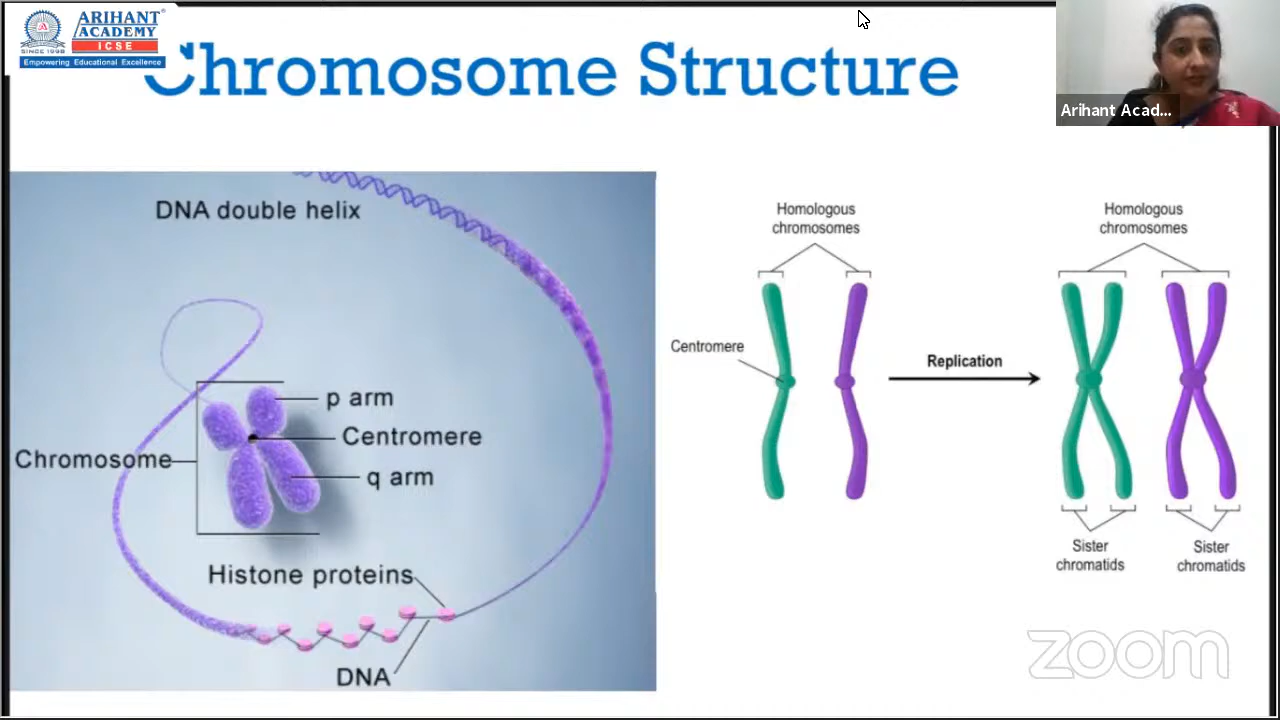 ARIHANT
ACADEMY
ICSE
SINCE 1998
Empowering Educational Excellence
Chromosome Structure
Arihant Acad...
DNA double helix
p arm
Centromere
q arm
Chromosome
Histone proteins
DNA
Homologous
chromosomes
Centromere
Replication
Homologous
chromosomes
Sister
chromatids
Sister
chromatids
zoom